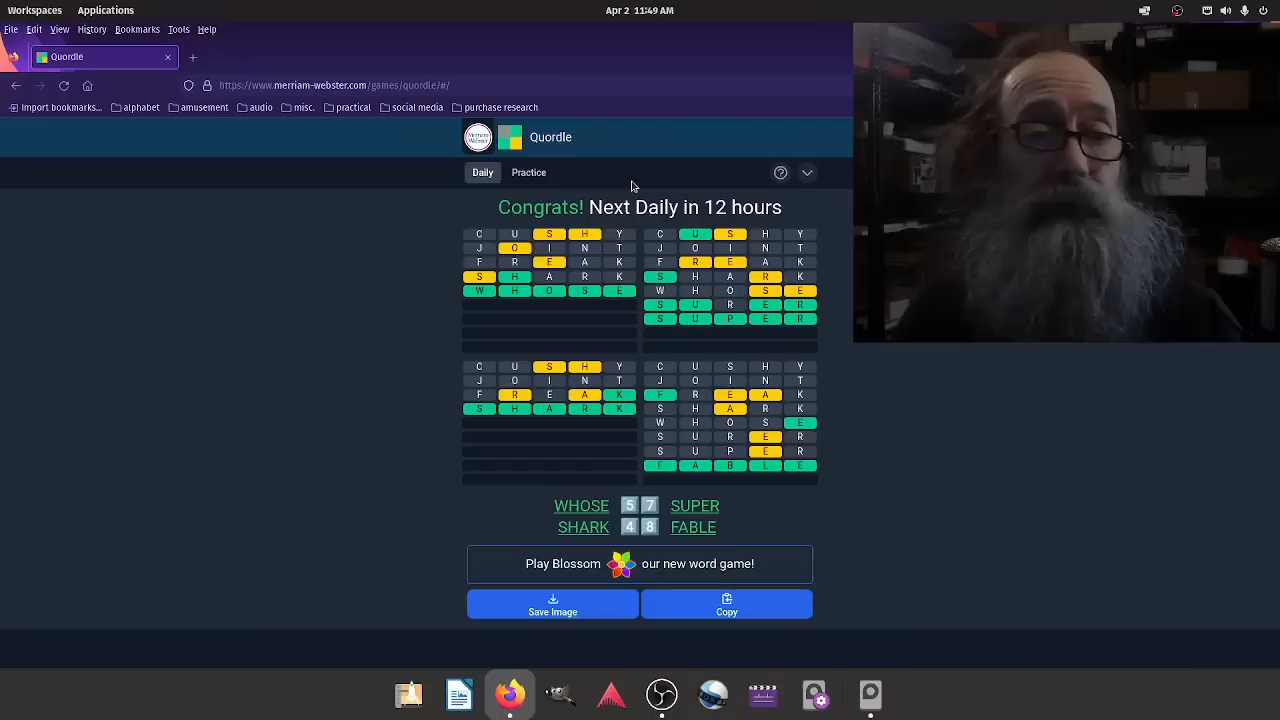 Workspaces Applications Apr 2 11:49 AM
File Edit View History Bookmarks Tools Help
Quordle
https://www.merriam-webster.com/games/quordle/#/
Import bookmarks... alphabet amusement audio misc. practical social media purchase research
Merriam Webster Quordle
Daily Practice
Congrats! Next Daily in 12 hours
C U S H Y C U S H Y
J O I N T J O I N T
F R E A K F R E A K
S H A R K S H A R K
W H O S E W H O S E
S U R E R
S U P E R
C U S H Y C U S H Y
J O I N T J O I N T
F R E A K F R E A K
S H A R K S H A R K
W H O S E
S U R E R
S U P E R
F A B L E
WHOSE 5 7 SUPER
SHARK 4 8 FABLE
Play Blossom our new word game!
Save Image Copy